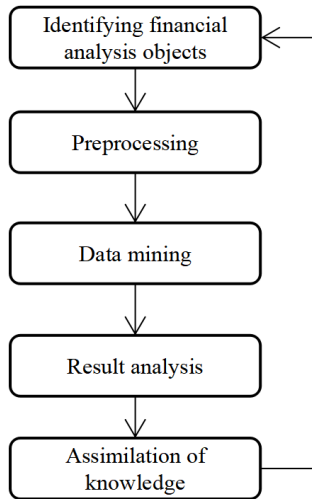 Identifying financial
analysis objects
Preprocessing
Data mining
Result analysis
Assimilation of
knowledge